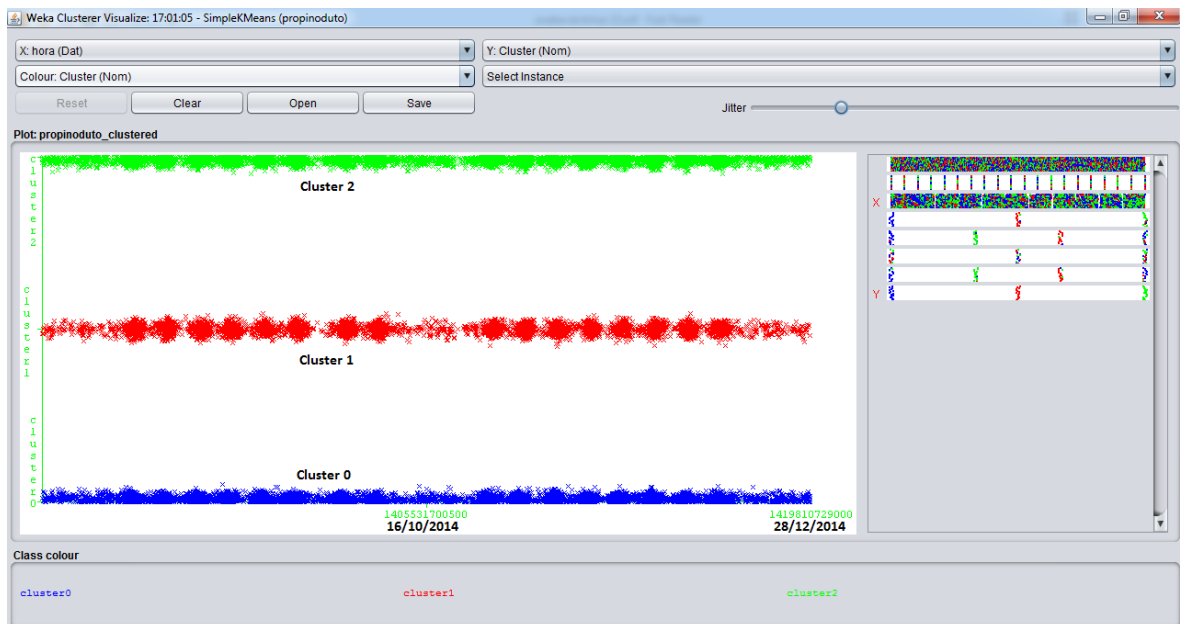 Weka Clusterer Visualize: 17:01:05 - SimpleKMeans (propinoduto)
X: hora (Dat)
Y: Cluster (Nom)
Colour: Cluster (Nom)
Select Instance
Reset
Clear
Open
Save
Jitter
Plot: propinoduto_clustered
cluster2
Cluster 2
cluster1
Cluster 1
cluster0
Cluster 0
1405531700500
1419810729000
16/10/2014
28/12/2014
X
Y
Class colour
cluster0
cluster1
cluster2